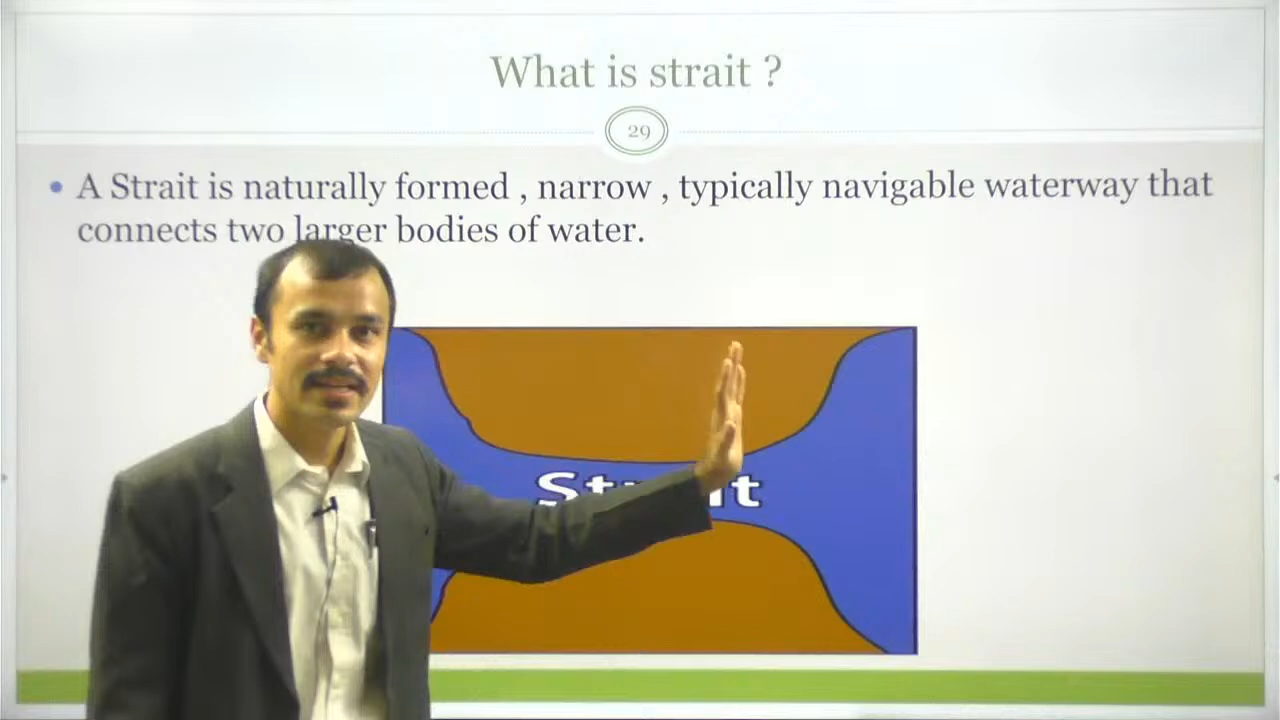 What is strait ?
29
• A Strait is naturally formed , narrow , typically navigable waterway that
connects two larger bodies of water.